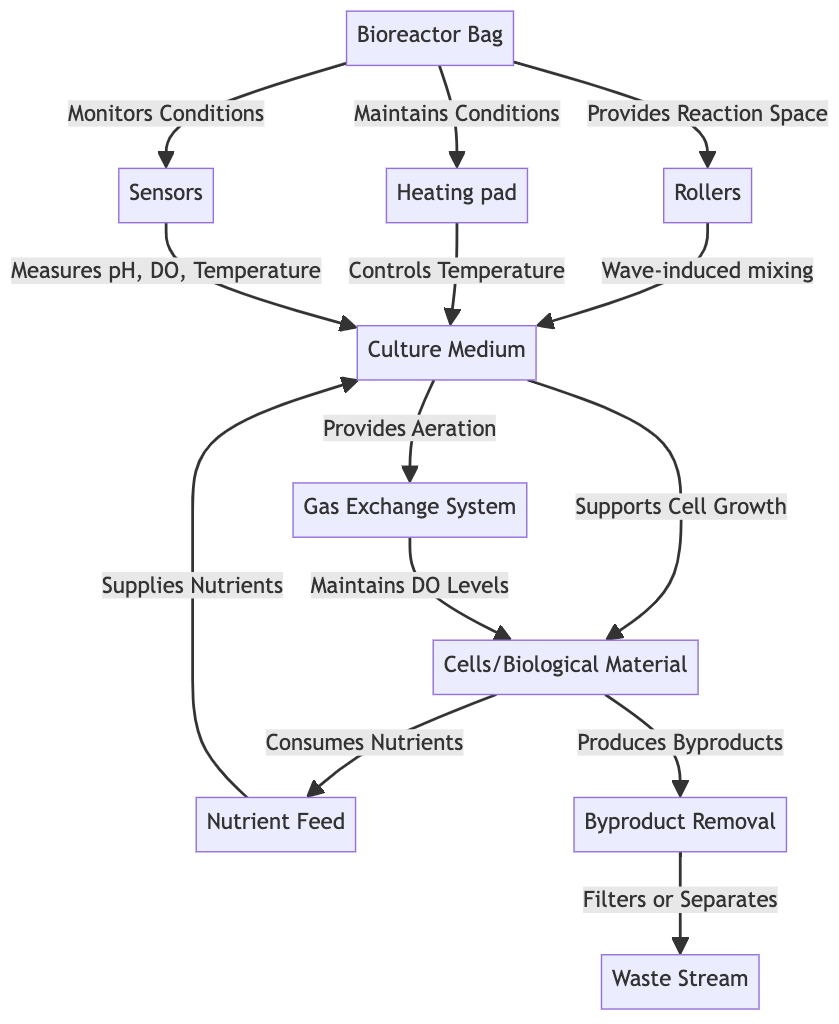 Bioreactor Bag
Monitors Conditions
Maintains Conditions
Provides Reaction Space
Sensors
Heating pad
Rollers
Measures pH, DO, Temperature
Controls Temperature
Wave-induced mixing
Culture Medium
Provides Aeration
Gas Exchange System
Supports Cell Growth
Supplies Nutrients
Maintains DO Levels
Cells/Biological Material
Consumes Nutrients
Produces Byproducts
Nutrient Feed
Byproduct Removal
Filters or Separates
Waste Stream